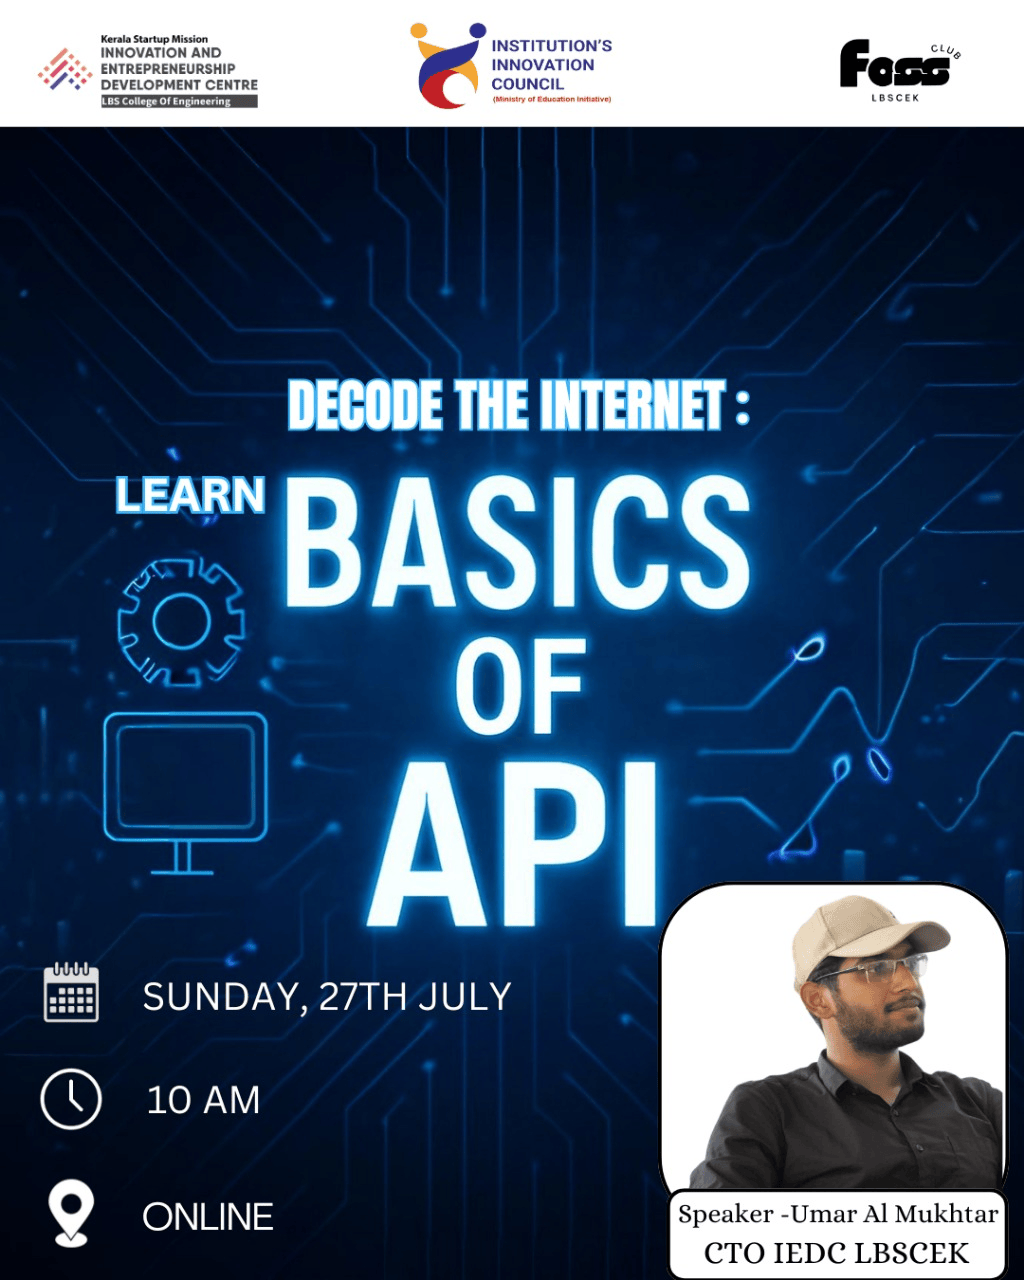 Kerala Startup Mission
INNOVATION AND
ENTREPRENEURSHIP
DEVELOPMENT CENTRE
LBS College Of Engineering
INSTITUTION'S
INNOVATION
COUNCIL
(Ministry of Education Initiative)
Foss CLUB
LBSCEK
DECODE THE INTERNET :
LEARN BASICS
OF
API
SUNDAY, 27TH JULY
10 AM
ONLINE
Speaker -Umar Al Mukhtar
CTO IEDC LBSCEK